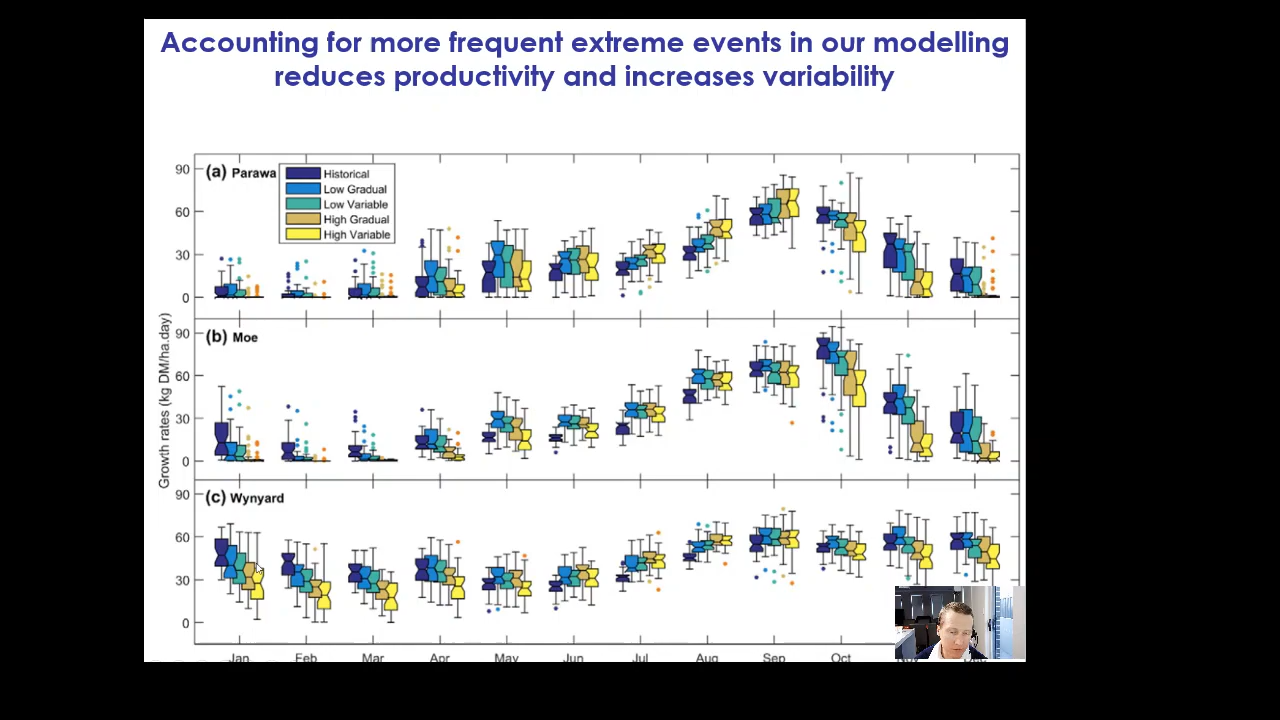 Accounting for more frequent extreme events in our modelling
reduces productivity and increases variability
Growth rates (kg DM/ha.day)
(a) Parawa
Historical
Low Gradual
Low Variable
High Gradual
High Variable
90
60
30
0
(b) Moe
90
60
30
0
(c) Wynyard
90
60
30
0
Jan Feb Mar Apr May Jun Jul Aug Sep Oct Nov Dec